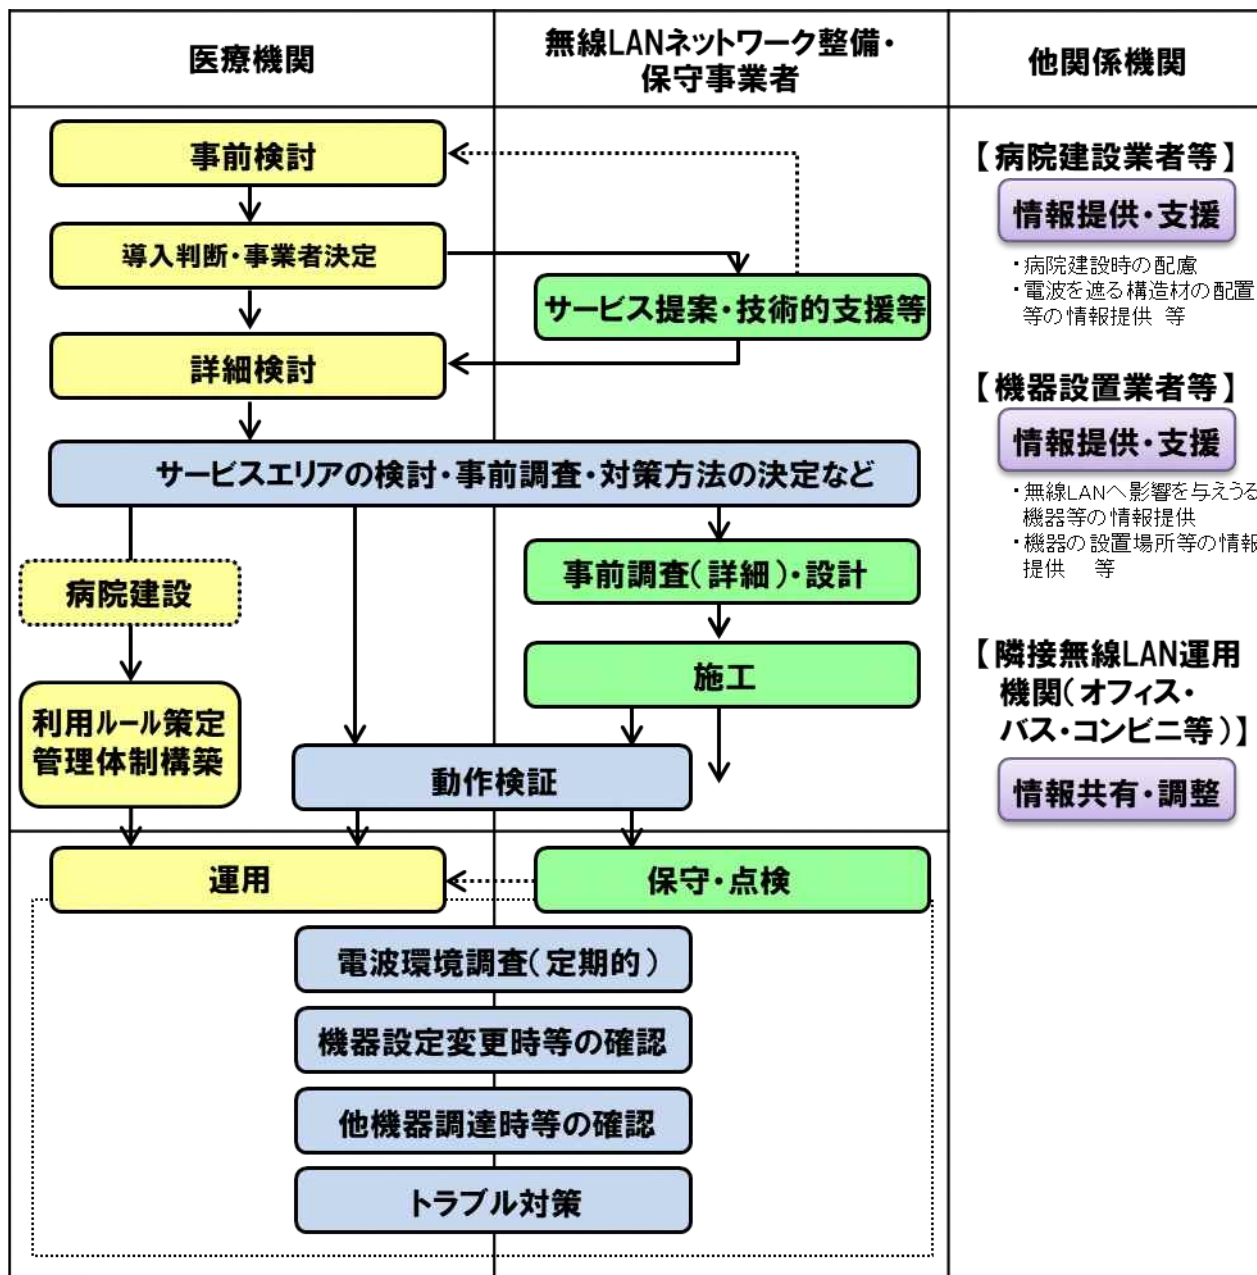 医療機関
無線LANネットワーク整備・
保守事業者
他関係機関
事前検討
導入判断・事業者決定
サービス提案・技術的支援等
詳細検討
サービスエリアの検討・事前調査・対策方法の決定など
病院建設
事前調査(詳細)・設計
施工
利用ルール策定
管理体制構築
動作検証
運用
保守・点検
電波環境調査(定期的)
機器設定変更時等の確認
他機器調達時等の確認
トラブル対策
【病院建設業者等】
情報提供・支援
・病院建設時の配慮
・電波を遮る構造材の配置
等の情報提供 等
【機器設置業者等】
情報提供・支援
・無線LANへ影響を与えうる
機器等の情報提供
・機器の設置場所等の情報
提供 等
【隣接無線LAN運用
機関(オフィス・
バス・コンビニ等)】
情報共有・調整